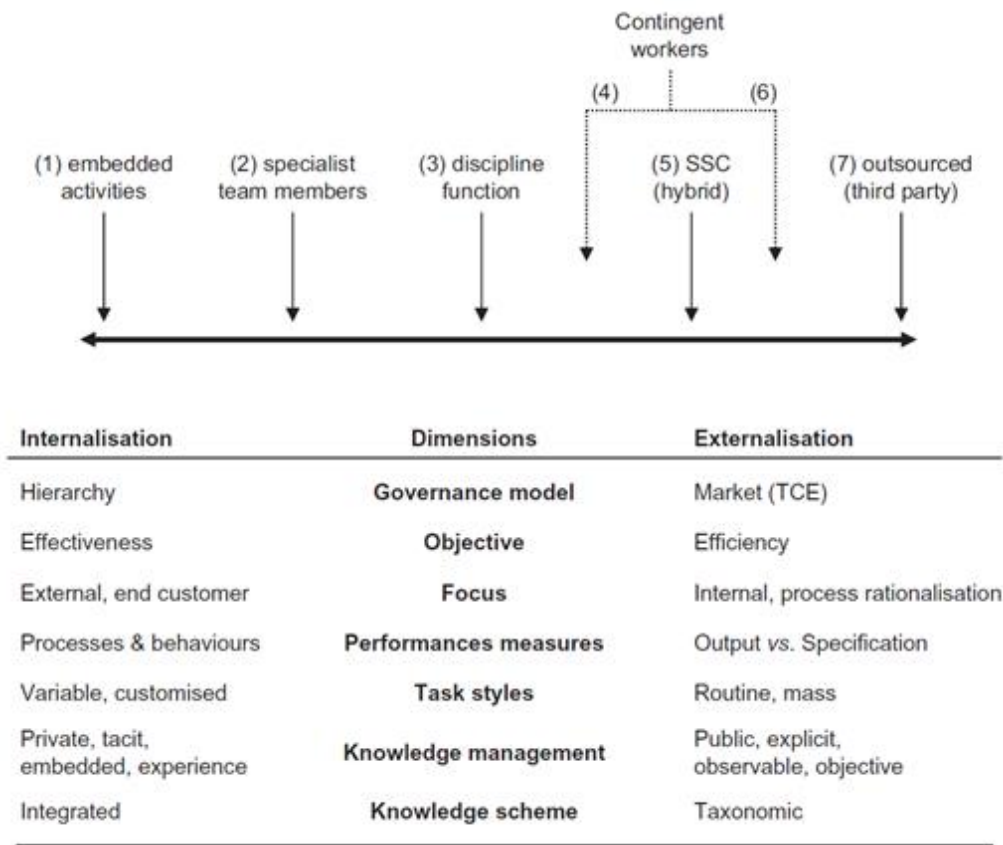 Contingent
workers
(4) (6)
(1) embedded
activities
(2) specialist
team members
(3) discipline
function
(5) SSC
(hybrid)
(7) outsourced
(third party)
Internalisation Dimensions Externalisation
Hierarchy Governance model Market (TCE)
Effectiveness Objective Efficiency
External, end customer Focus Internal, process rationalisation
Processes & behaviours Performances measures Output vs. Specification
Variable, customised Task styles Routine, mass
Private, tacit,
embedded, experience
Knowledge management
Public, explicit,
observable, objective
Integrated Knowledge scheme Taxonomic